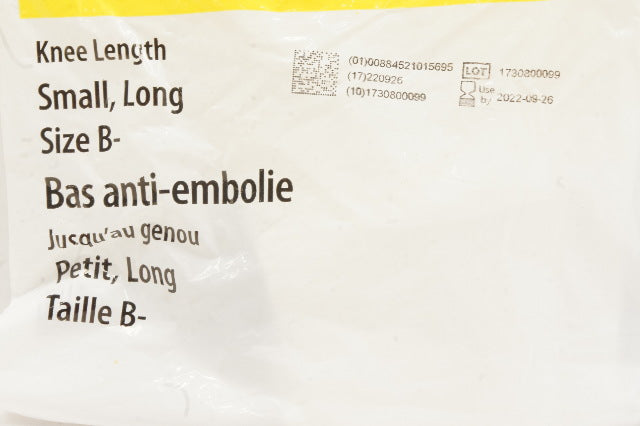 Knee Length
Small, Long
Size B-
Bas anti-embolie
Jusqu'au genou
Petit, Long
Taille B-
(01)00884521015695
(17)220926
(10)1730800099
LOT 1730800099
Use by 2022-09-26